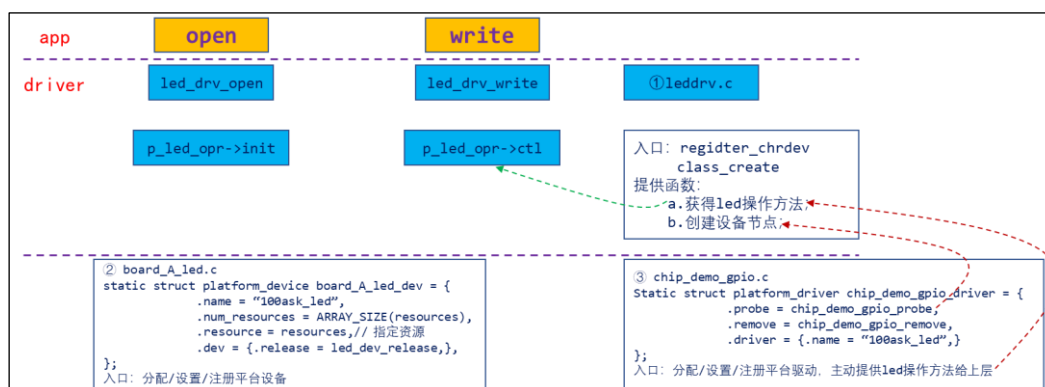 app
open
write
driver
led_drv_open
led_drv_write
①leddrv.c
p_led_opr->init
p_led_opr->ctl
入口: regidter_chrdev
class_create
提供函数:
a.获得led操作方法;
b.创建设备节点;
② board_A_led.c
static struct platform_device board_A_led_dev = {
.name = “100ask_led”,
.num_resources = ARRAY_SIZE(resources),
.resource = resources,// 指定资源
.dev = {.release = led_dev_release,},
};
入口: 分配/设置/注册平台设备
③ chip_demo_gpio.c
Static struct platform_driver chip_demo_gpio_driver = {
.probe = chip_demo_gpio_probe,
.remove = chip_demo_gpio_remove,
.driver = {.name = “100ask_led”,}
};
入口: 分配/设置/注册平台驱动, 主动提供led操作方法给上层